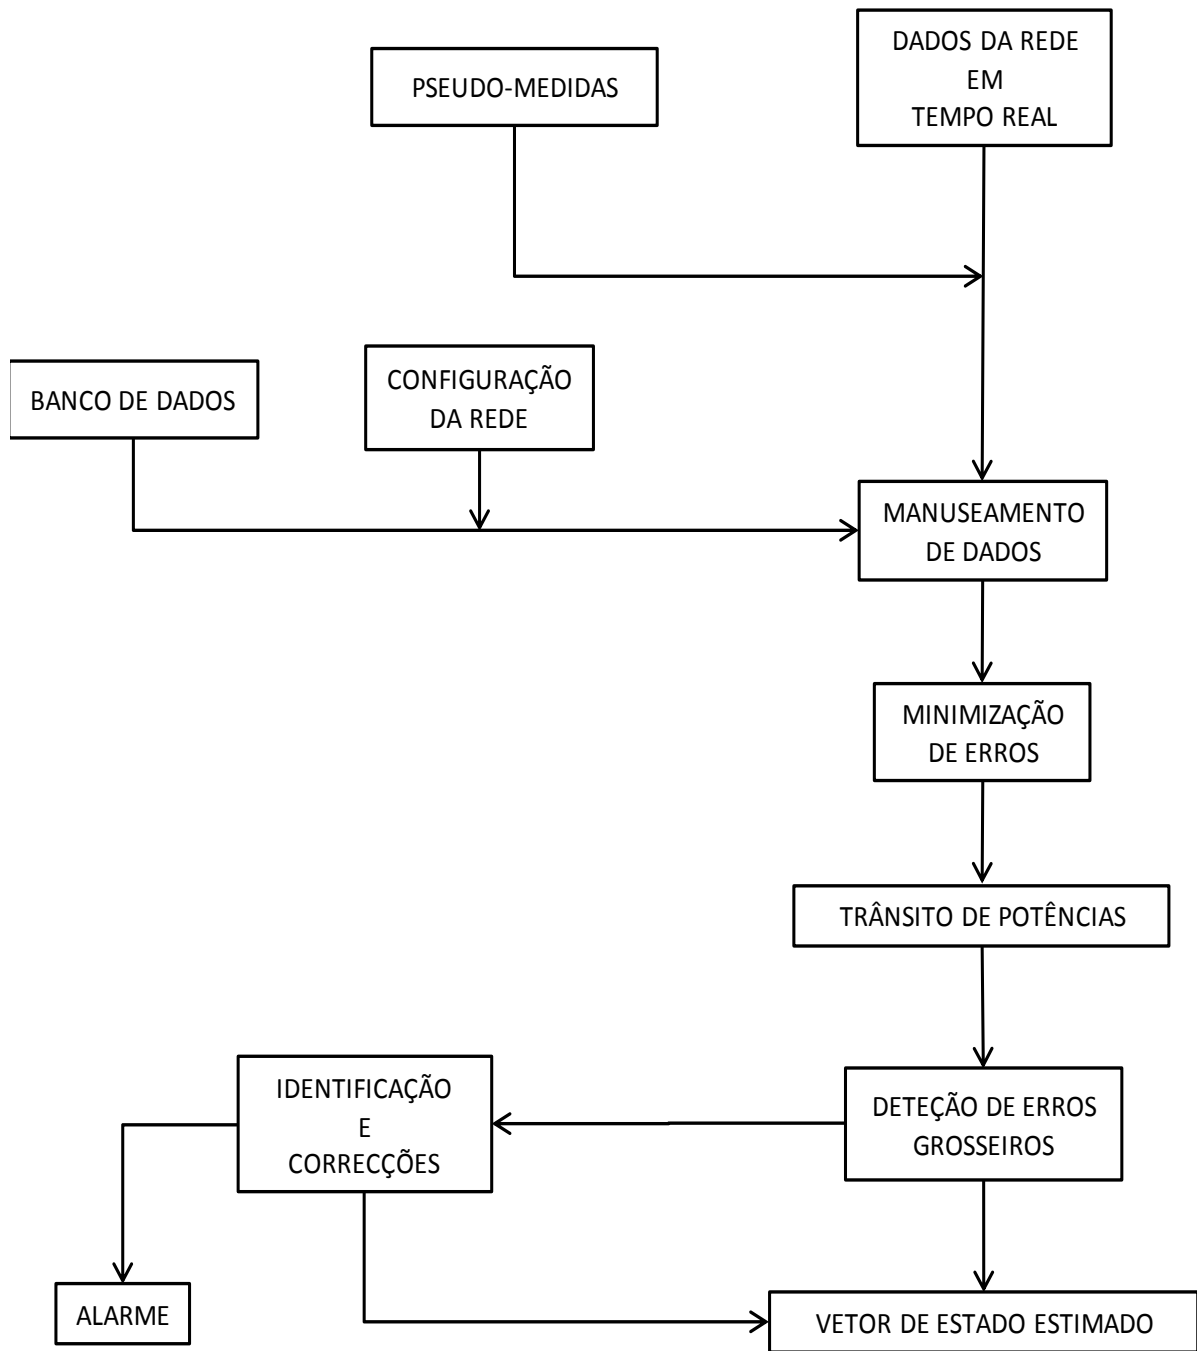 DADOS DA REDE
EM
TEMPO REAL
PSEUDO-MEDIDAS
CONFIGURAÇÃO
DA REDE
BANCO DE DADOS
MANUSEAMENTO
DE DADOS
MINIMIZAÇÃO
DE ERROS
TRÂNSITO DE POTÊNCIAS
IDENTIFICAÇÃO
E
CORRECÇÕES
DETEÇÃO DE ERROS
GROSSEIROS
ALARME
VETOR DE ESTADO ESTIMADO